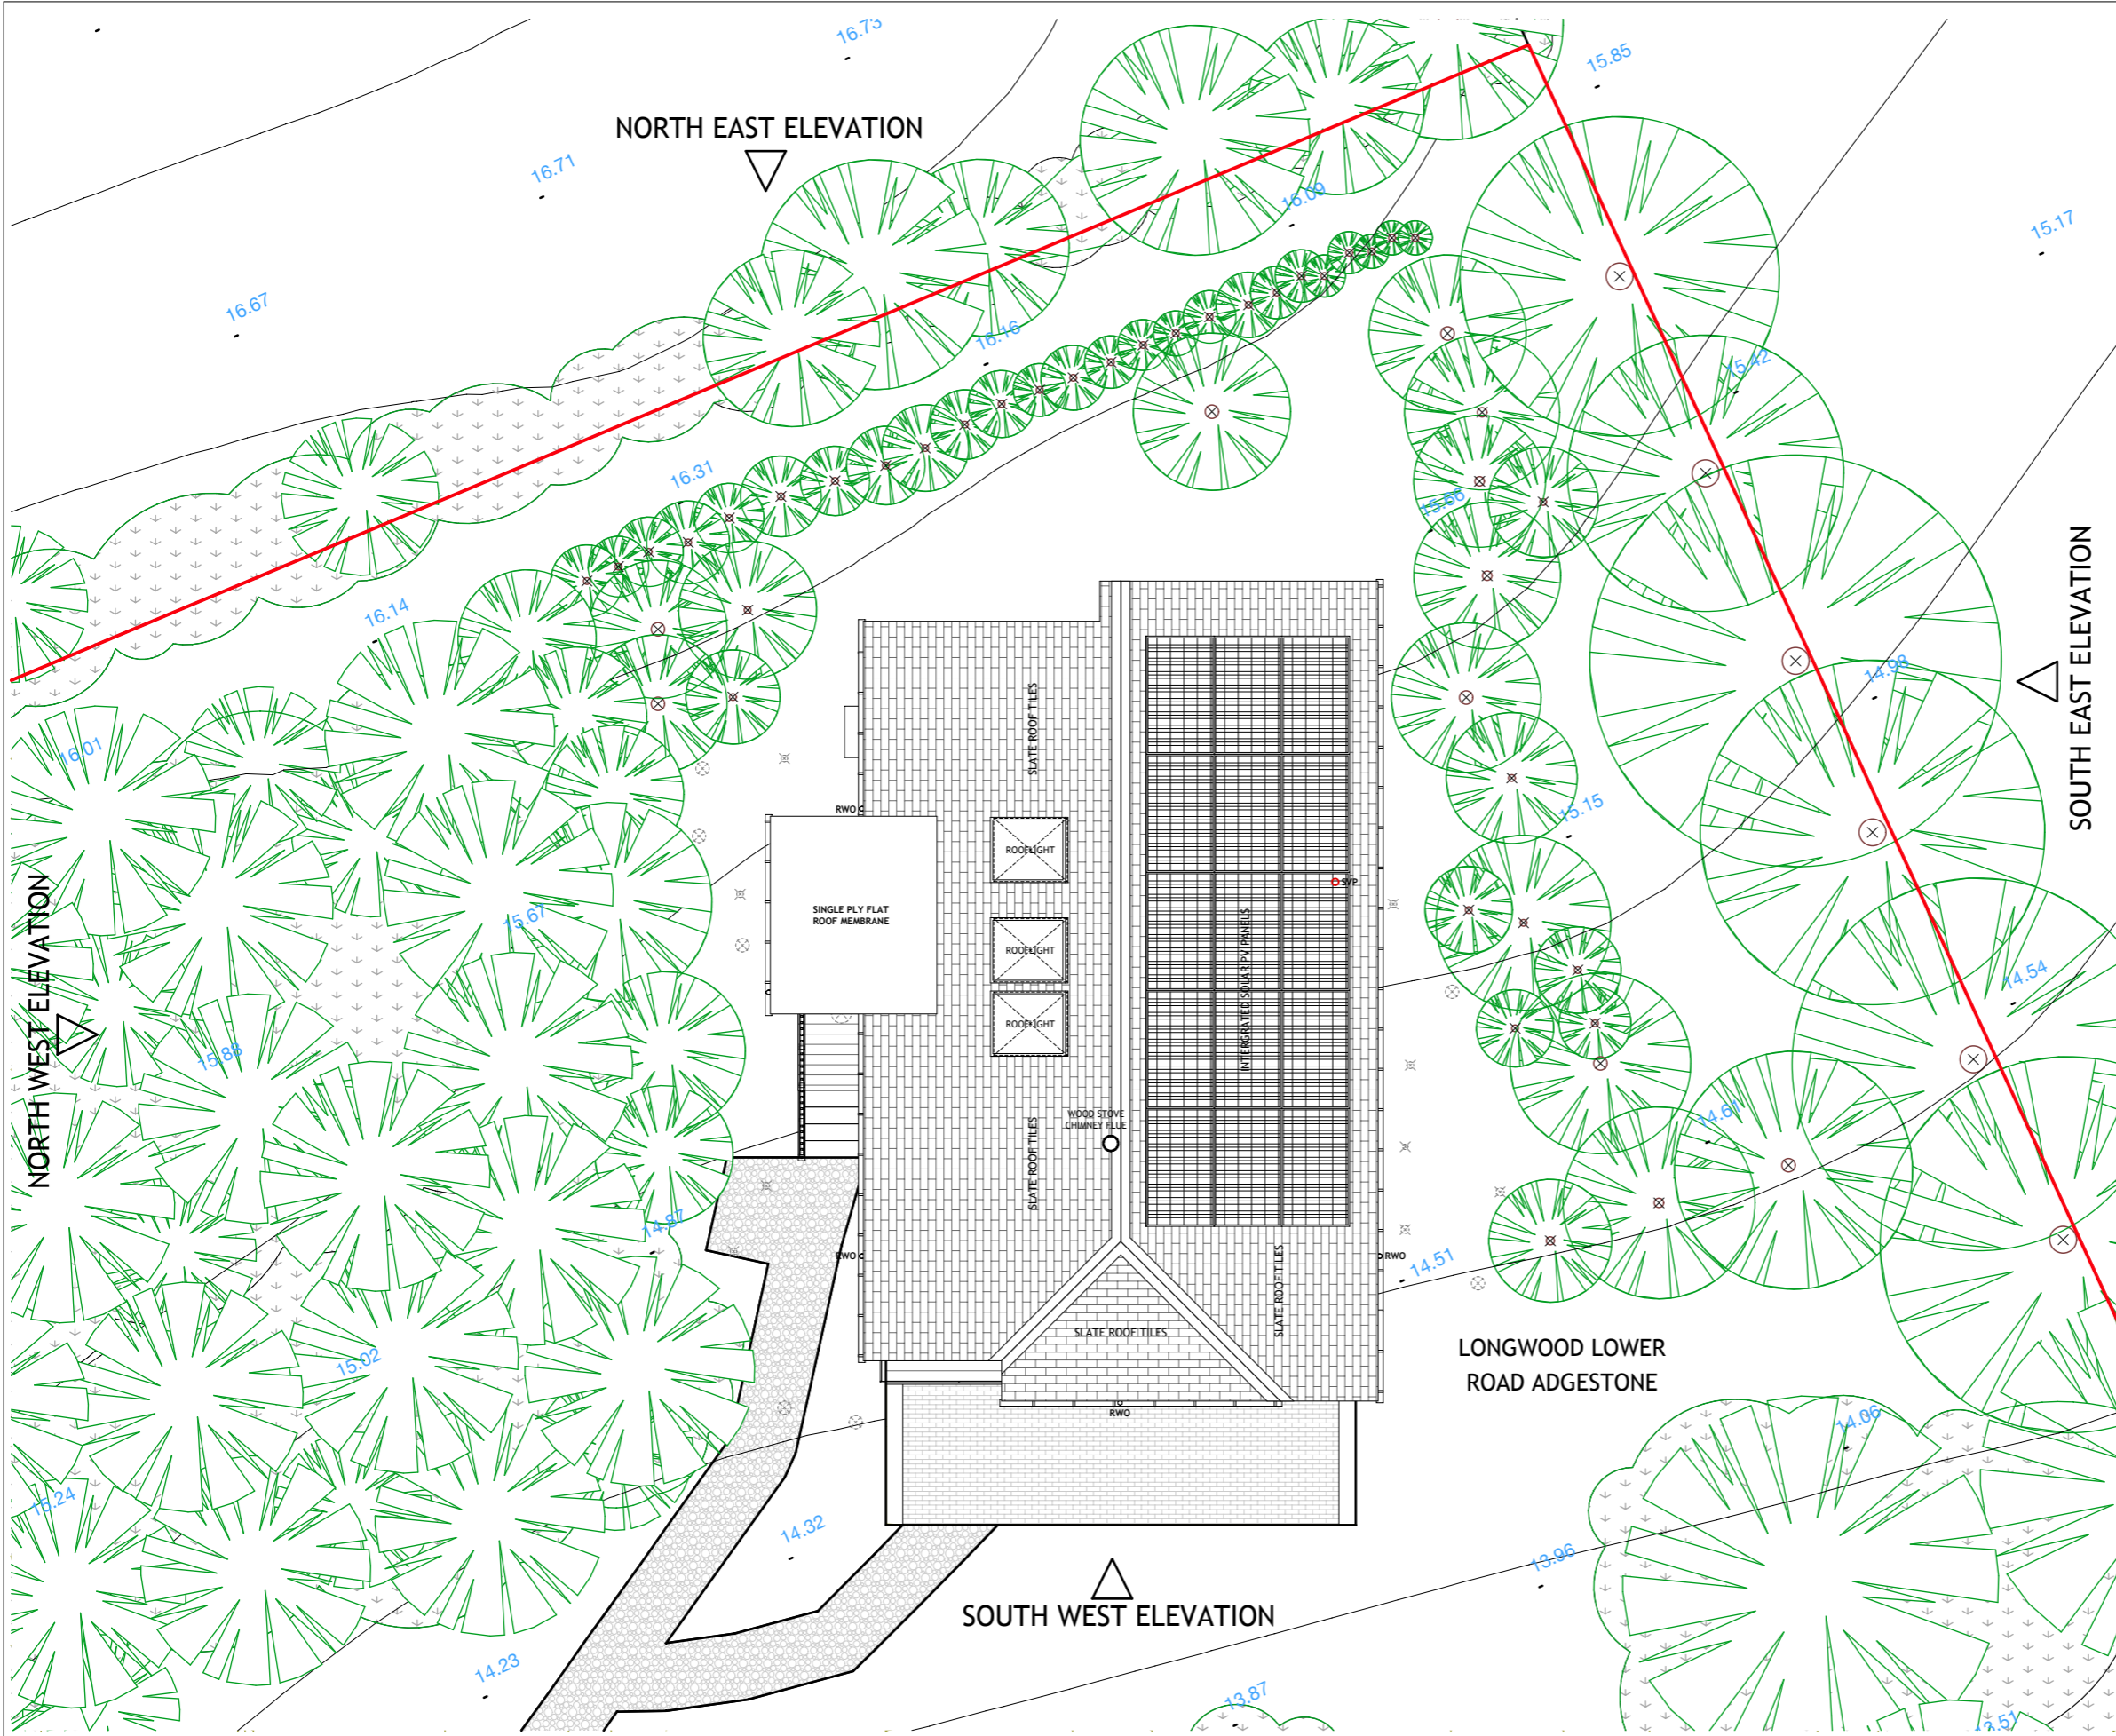 16.73
15.85
NORTH EAST ELEVATION
2
16.71
16.09
15.17
16.67
16.16
15.42
16.31
15.66
16.14
14.98
SOUTH EAST ELEVATION
SLATE ROOF TILES
16.01
RWO
15.15
ROOFLIGHT
SVP
SINGLE PLY FLAT
ROOF MEMBRANE
15.67
ROOFLIGHT
INTERGRATED SOLAR PV PANELS
14.54
NORTH WEST ELEVATION
ROOFLIGHT
15.88
WOOD STOVE
CHIMNEY FLUE
14.61
SLATE ROOF TILES
14.87
RWO
RWO
14.51
SLATE ROOF TILES
SLATE ROOF TILES
LONGWOOD LOWER
ROAD ADGESTONE
15.02
RWO
14.06
15.24
14.32
13.96
SOUTH WEST ELEVATION
14.23
13.87
13.51